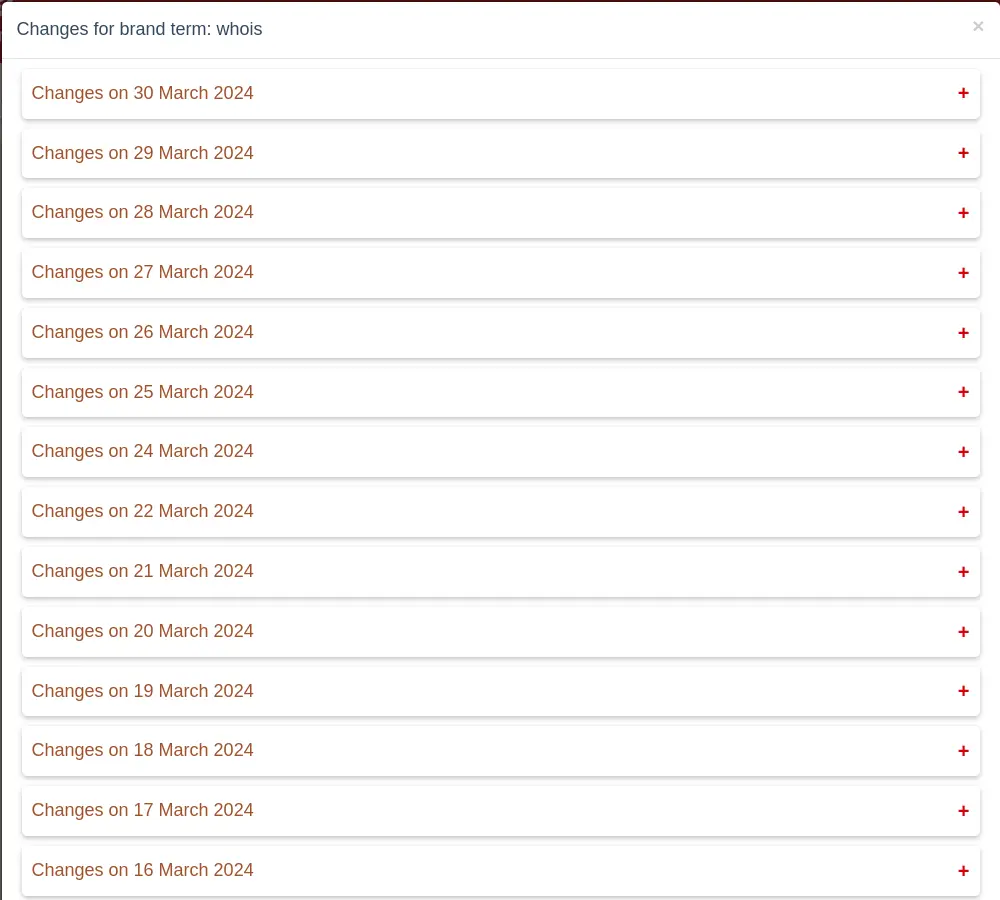 Changes for brand term: whois ×
Changes on 30 March 2024 +
Changes on 29 March 2024 +
Changes on 28 March 2024 +
Changes on 27 March 2024 +
Changes on 26 March 2024 +
Changes on 25 March 2024 +
Changes on 24 March 2024 +
Changes on 22 March 2024 +
Changes on 21 March 2024 +
Changes on 20 March 2024 +
Changes on 19 March 2024 +
Changes on 18 March 2024 +
Changes on 17 March 2024 +
Changes on 16 March 2024 +